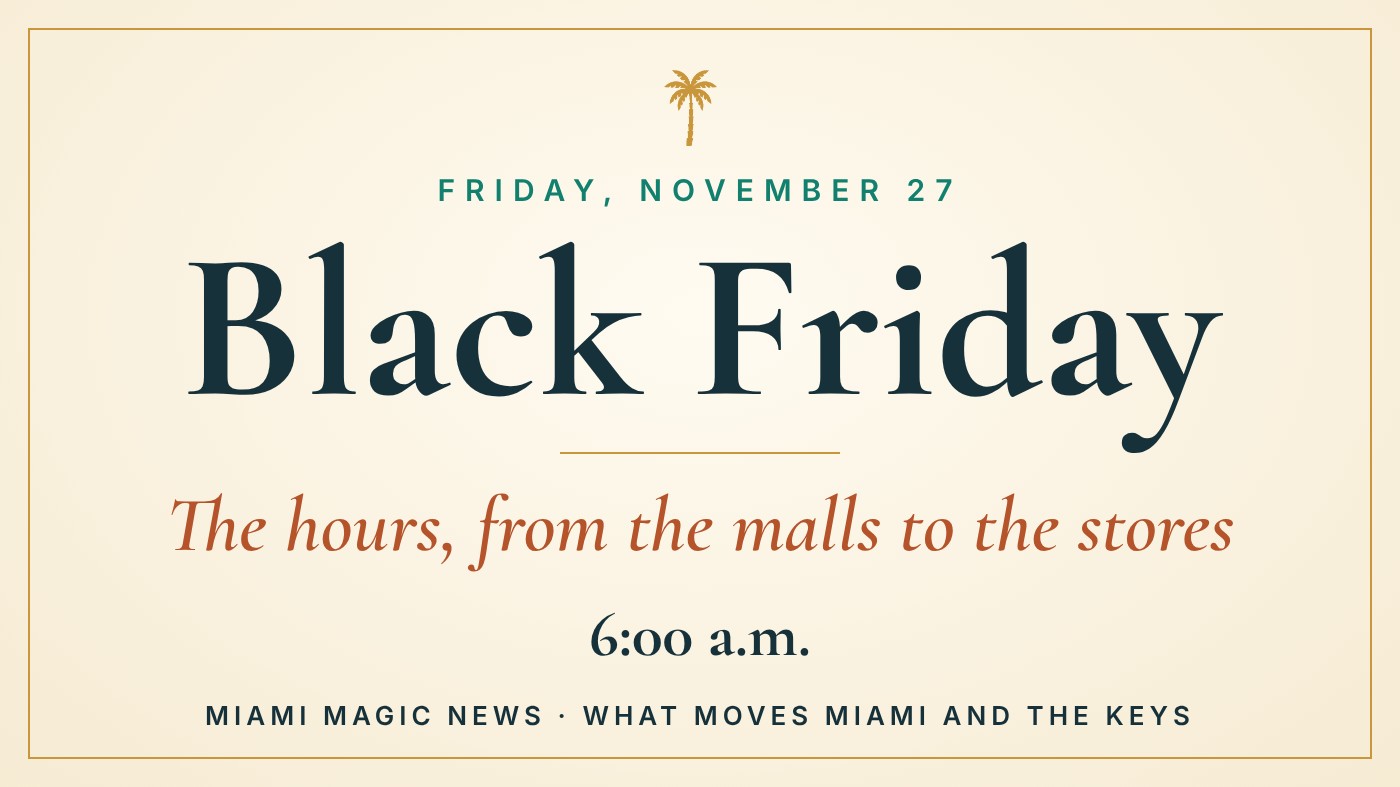 FRIDAY, NOVEMBER 27
Black Friday
The hours, from the malls to the stores
6:00 a.m.
MIAMI MAGIC NEWS · WHAT MOVES MIAMI AND THE KEYS